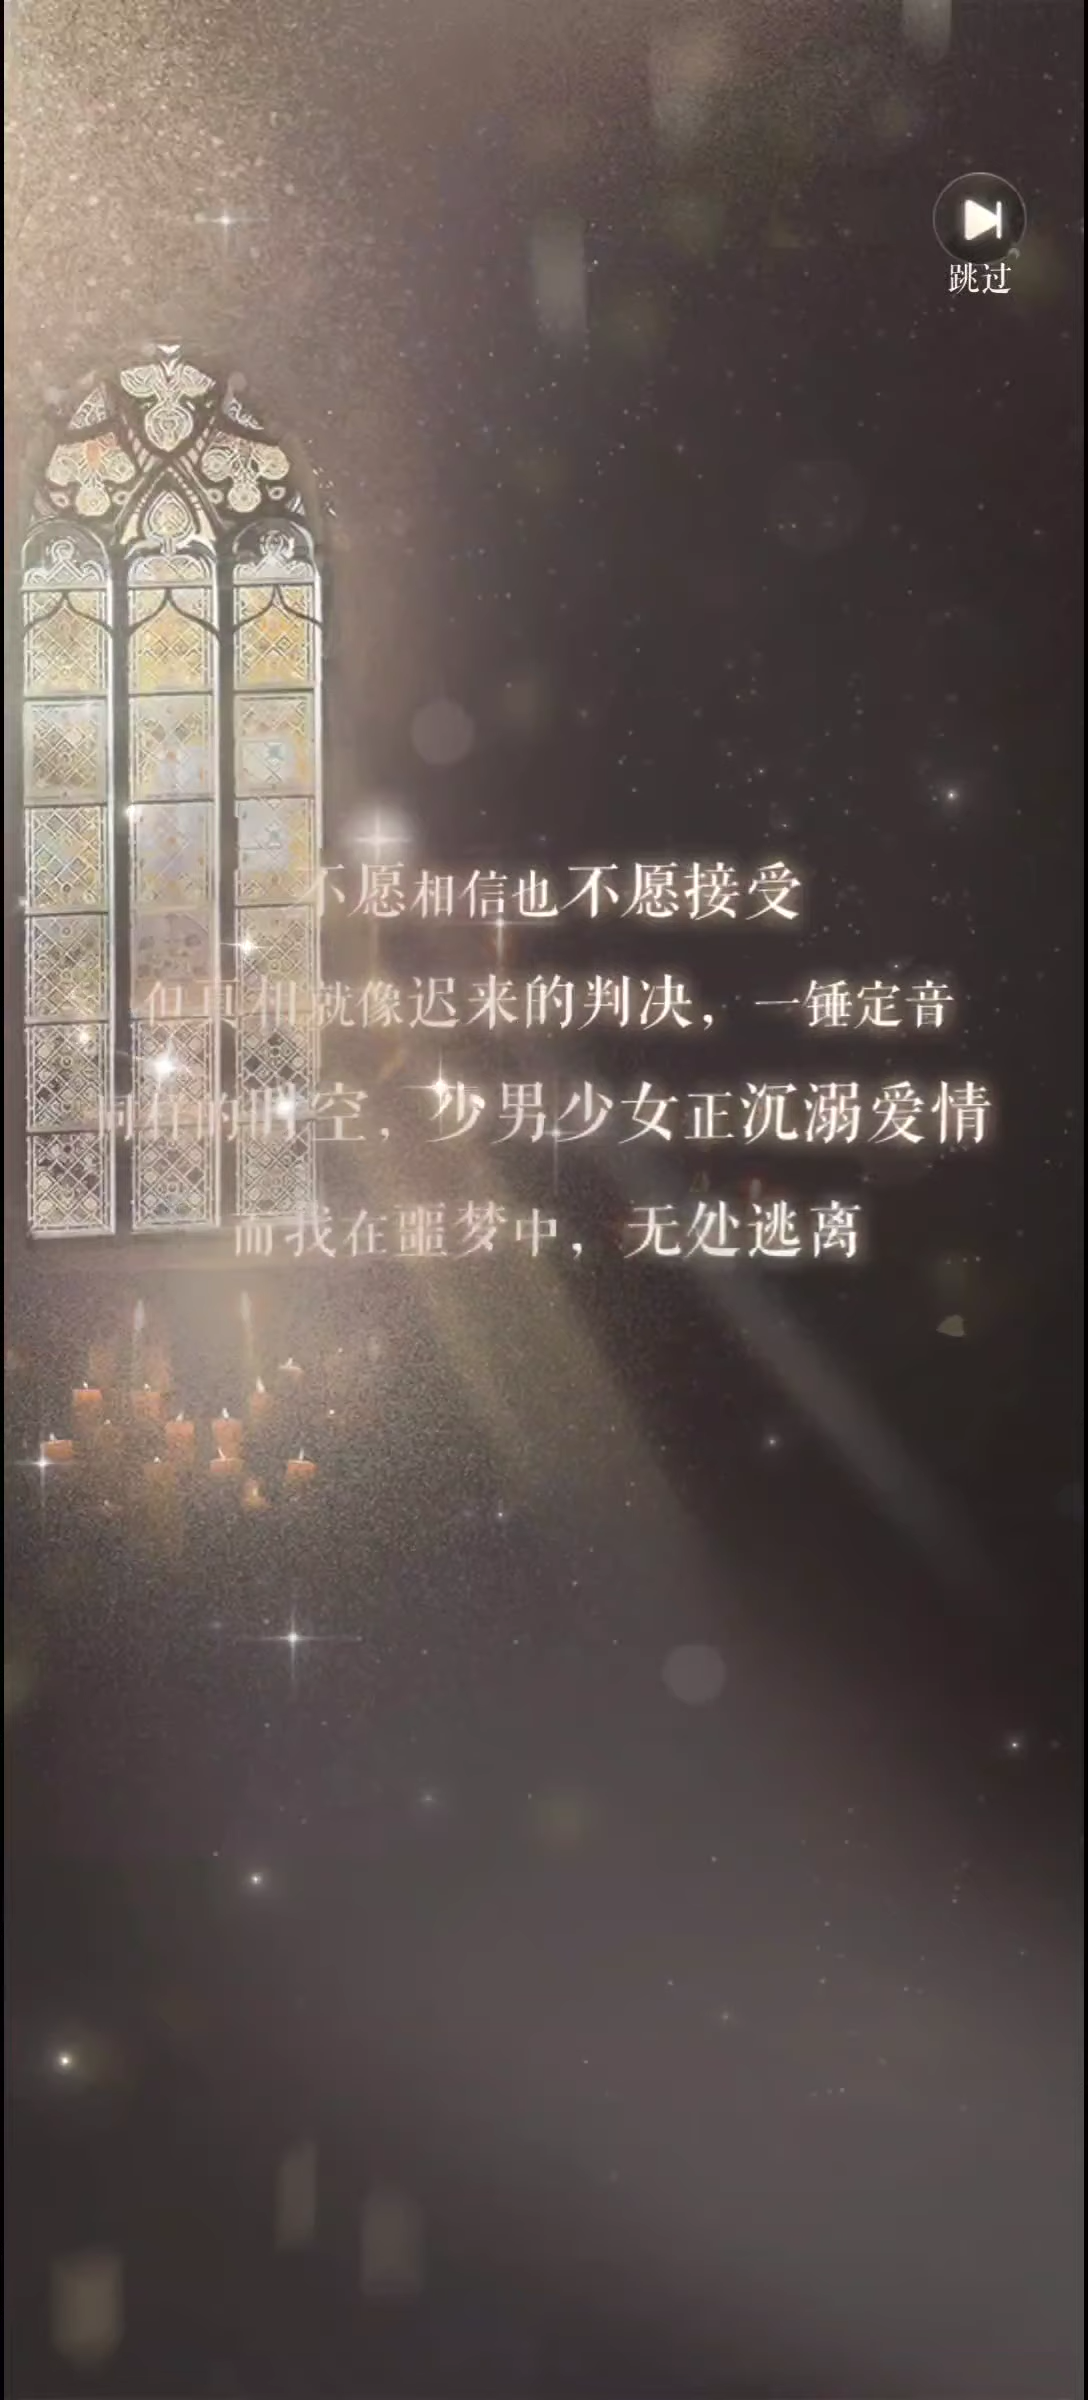 跳过
不愿相信也不愿接受
但真相就像迟来的判决，一锤定音
同样的时空，少男少女正沉溺爱情
而我在噩梦中，无处逃离